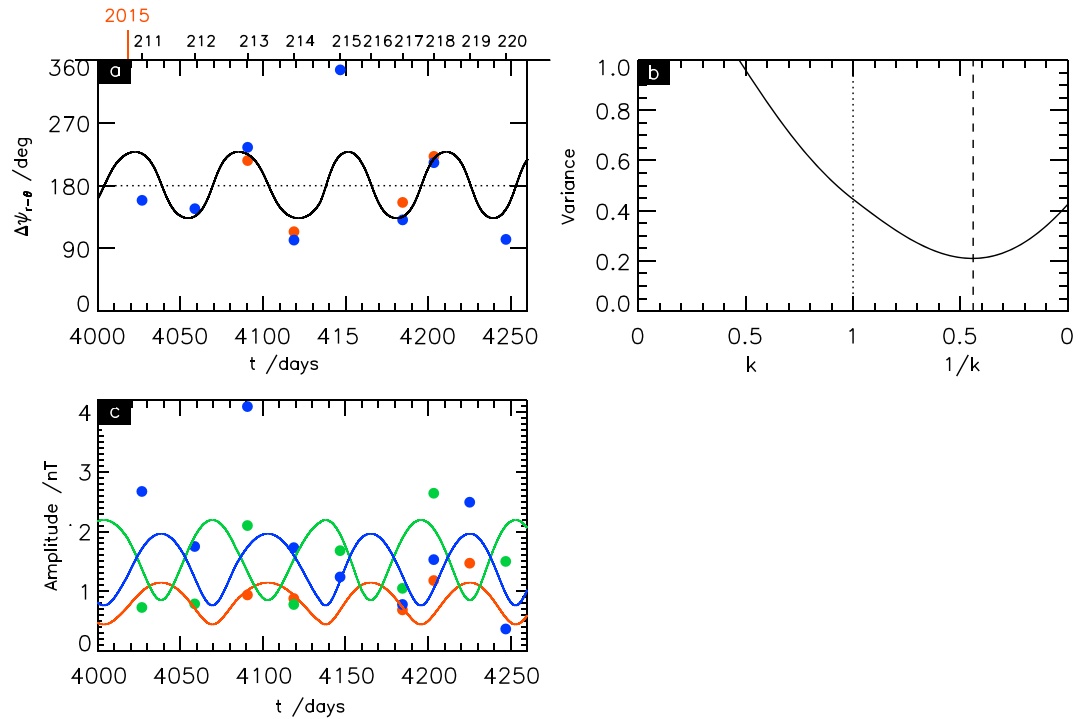 2015
211 212 213 214 215 216 217 218 219 220
a
360
270
180
90
0
Δψr−θ /deg
4000 4050 4100 4150 4200 4250
t /days
b
1.0
0.8
0.6
0.4
0.2
0.0
Variance
0 0.5 1 0.5 0
k 1/k
c
4
3
2
1
0
Amplitude /nT
4000 4050 4100 4150 4200 4250
t /days